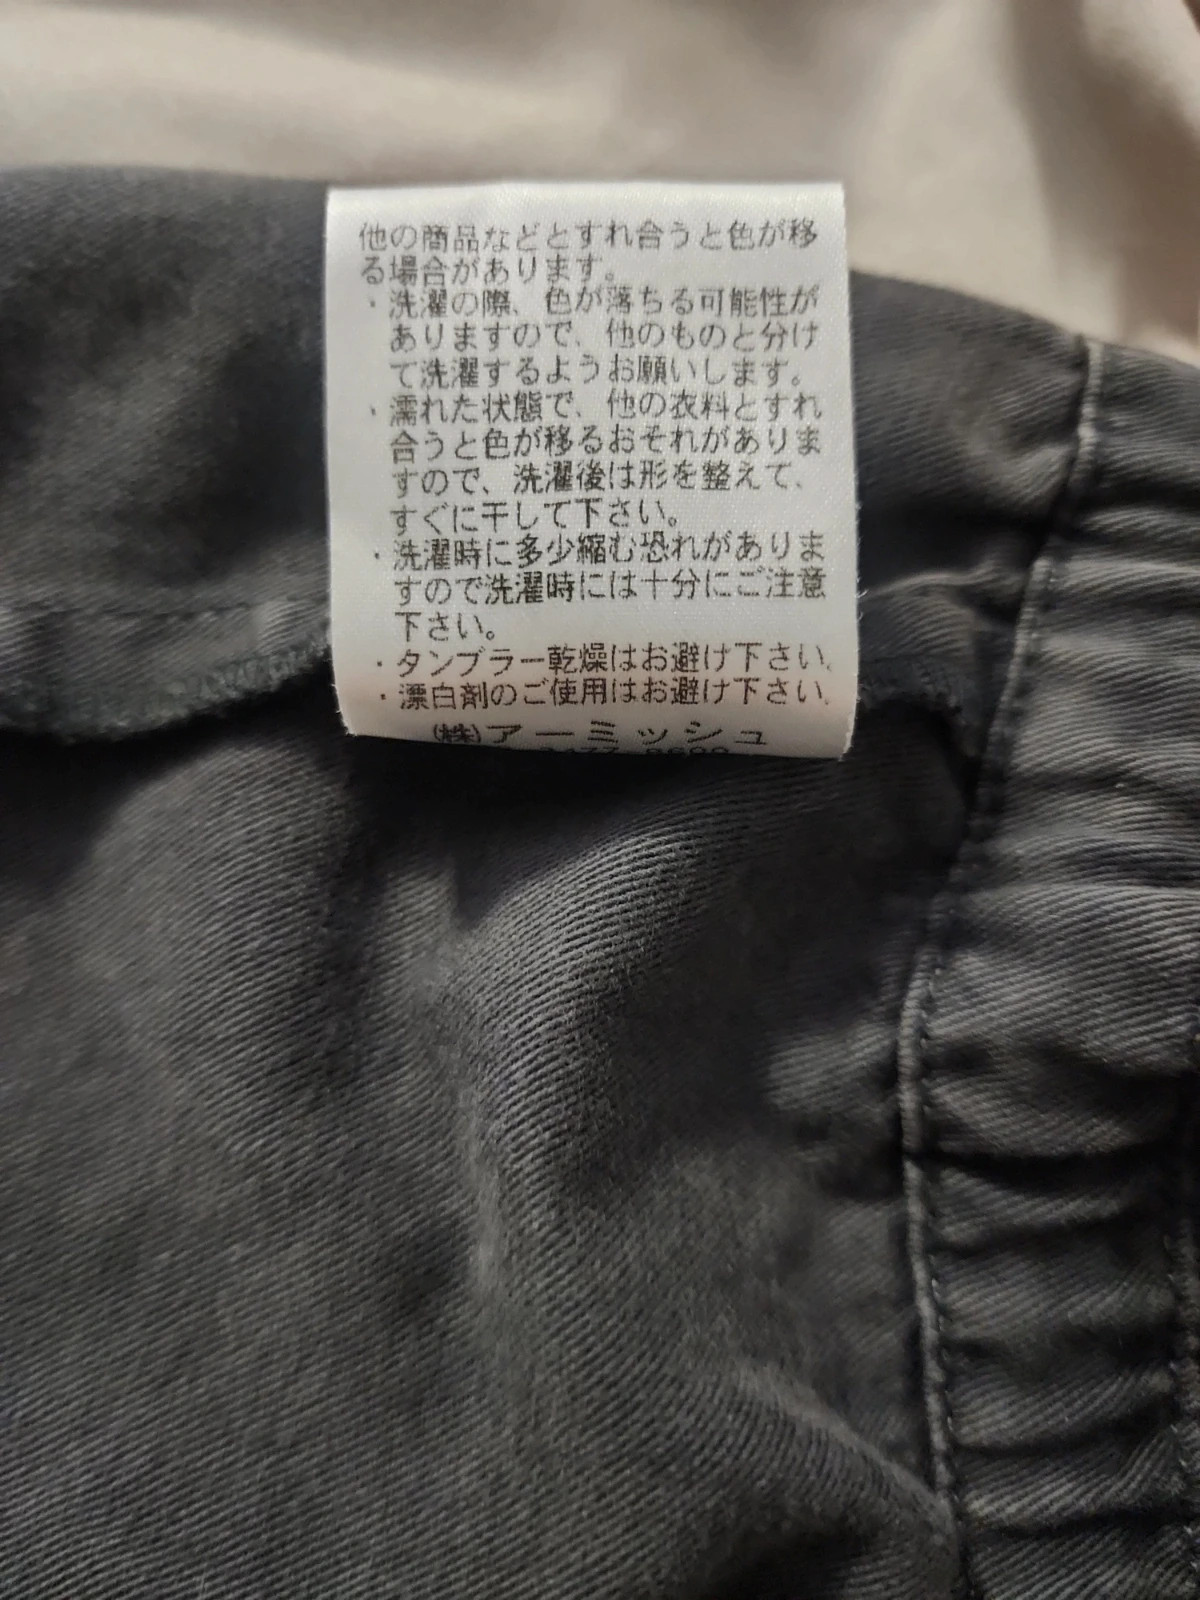 他の商品などとすれ合うと色が移
る場合があります。
・洗濯の際、色が落ちる可能性が
ありますので、他のものと分け
て洗濯するようお願いします。
、濡れた状態で、他の衣料とすれ
合うと色が移るおそれがありま
すので、洗濯後は形を整えて、
すぐに干して下さい。
・洗濯時に多少縮む恐れがありま
すので洗濯時には十分にご注意
下さい。
・タンブラー乾燥はお避け下さい、
・漂白剤のご使用はお避け下さい、
(株)アーミッシュ